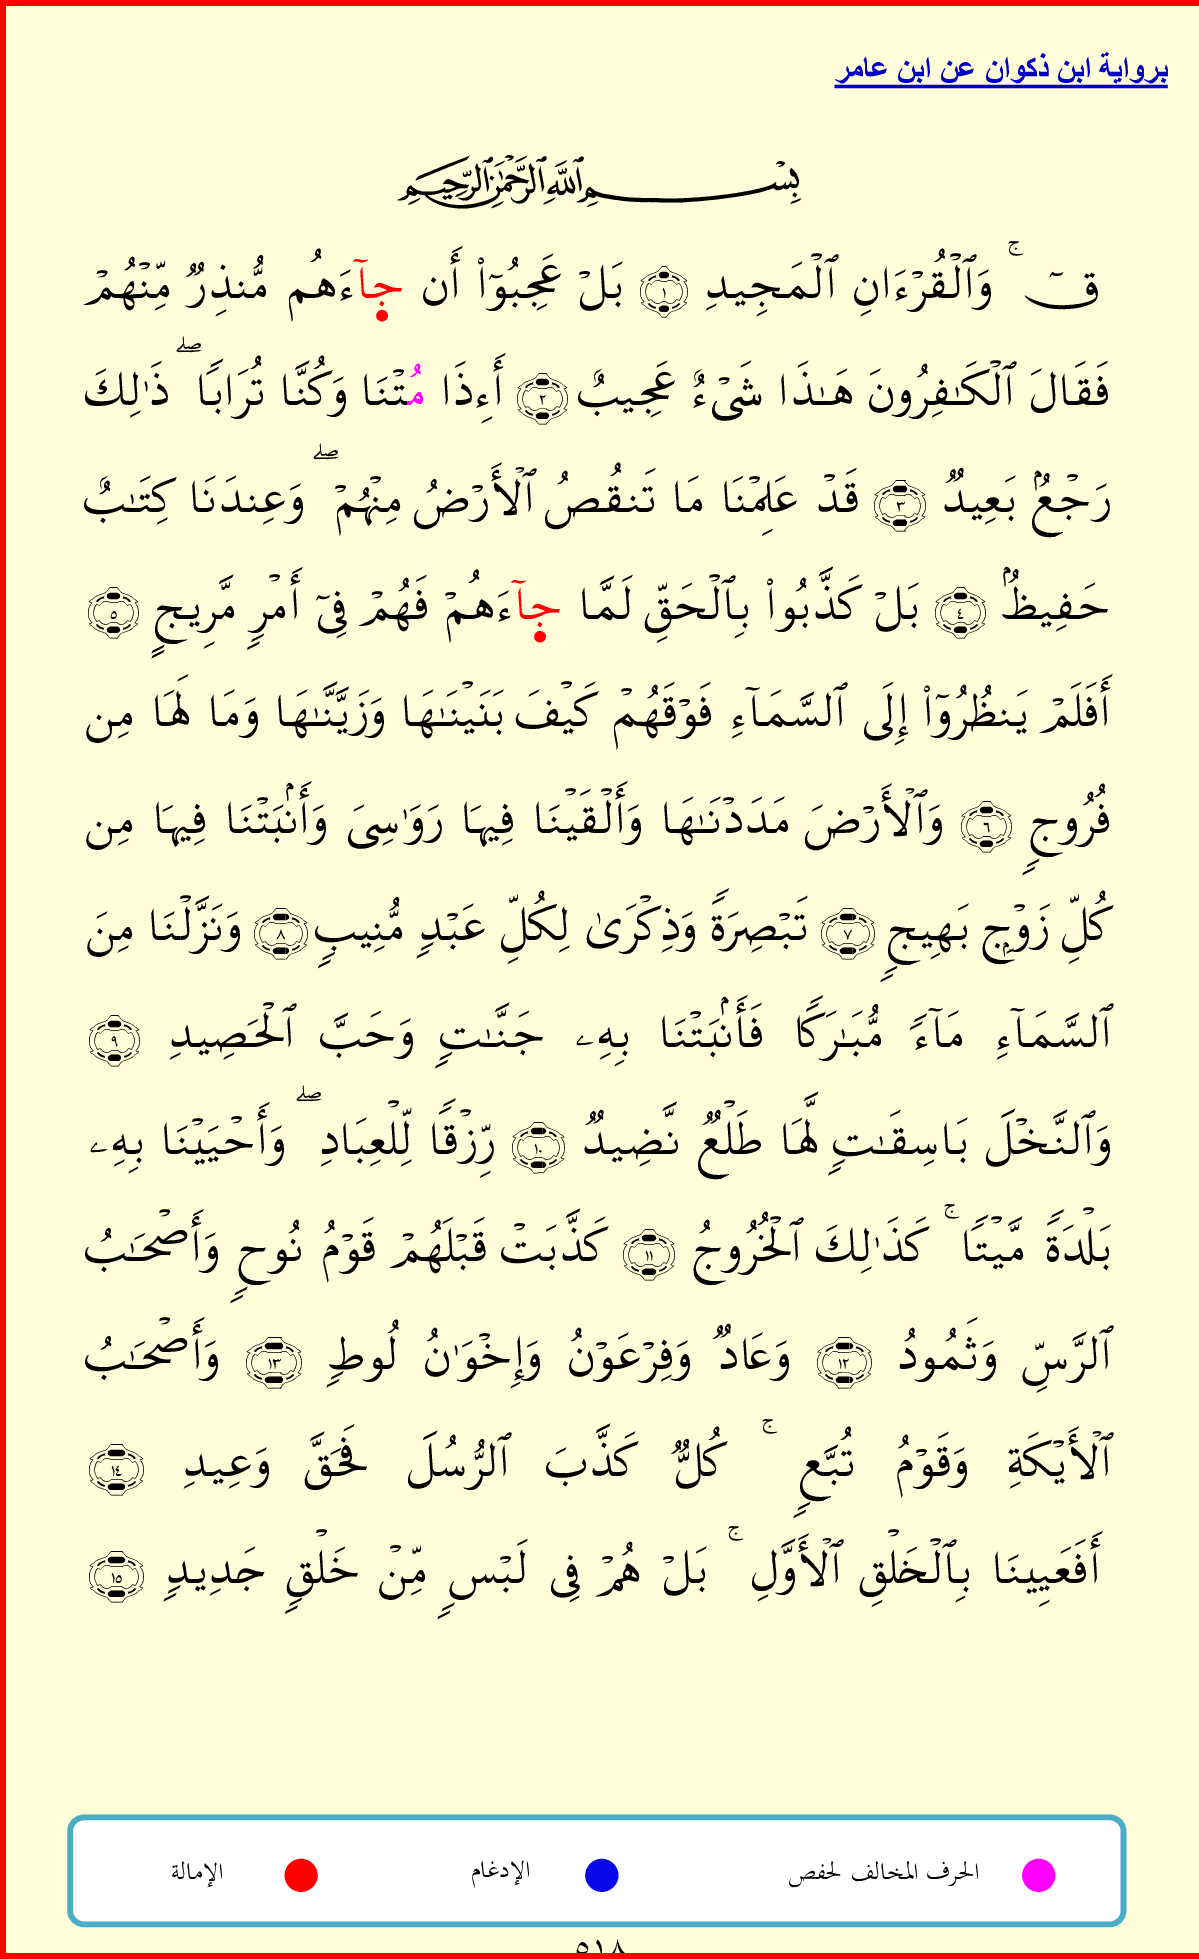 برواية ابن ذكوان عن ابن عامر
بِسْمِ ٱللَّهِ ٱلرَّحْمَٰنِ ٱلرَّحِيمِ
قٓ ۚ وَٱلْقُرْءَانِ ٱلْمَجِيدِ ١ بَلْ عَجِبُوٓا۟ أَن جَآءَهُم مُّنذِرٌ مِّنْهُمْ
فَقَالَ ٱلْكَٰفِرُونَ هَٰذَا شَىْءٌ عَجِيبٌ ٢ أَءِذَا مُتْنَا وَكُنَّا تُرَابًا ۖ ذَٰلِكَ
رَجْعٌۢ بَعِيدٌ ٣ قَدْ عَلِمْنَا مَا تَنقُصُ ٱلْأَرْضُ مِنْهُمْ ۖ وَعِندَنَا كِتَٰبٌ
حَفِيظٌۢ ٤ بَلْ كَذَّبُوا۟ بِٱلْحَقِّ لَمَّا جَآءَهُمْ فَهُمْ فِىٓ أَمْرٍ مَّرِيجٍ ٥
أَفَلَمْ يَنظُرُوٓا۟ إِلَى ٱلسَّمَآءِ فَوْقَهُمْ كَيْفَ بَنَيْنَٰهَا وَزَيَّنَّٰهَا وَمَا لَهَا مِن
فُرُوجٍ ٦ وَٱلْأَرْضَ مَدَدْنَٰهَا وَأَلْقَيْنَا فِيهَا رَوَٰسِىَ وَأَنۢبَتْنَا فِيهَا مِن
كُلِّ زَوْجٍۭ بَهِيجٍ ٧ تَبْصِرَةً وَذِكْرَىٰ لِكُلِّ عَبْدٍ مُّنِيبٍ ٨ وَنَزَّلْنَا مِنَ
ٱلسَّمَآءِ مَآءً مُّبَٰرَكًا فَأَنۢبَتْنَا بِهِۦ جَنَّٰتٍ وَحَبَّ ٱلْحَصِيدِ ٩
وَٱلنَّخْلَ بَاسِقَٰتٍ لَّهَا طَلْعٌ نَّضِيدٌ ١٠ رِّزْقًا لِّلْعِبَادِ ۖ وَأَحْيَيْنَا بِهِۦ
بَلْدَةً مَّيْتًا ۚ كَذَٰلِكَ ٱلْخُرُوجُ ١١ كَذَّبَتْ قَبْلَهُمْ قَوْمُ نُوحٍ وَأَصْحَٰبُ
ٱلرَّسِّ وَثَمُودُ ١٢ وَعَادٌ وَفِرْعَوْنُ وَإِخْوَٰنُ لُوطٍ ١٣ وَأَصْحَٰبُ
ٱلْأَيْكَةِ وَقَوْمُ تُبَّعٍ ۚ كُلٌّ كَذَّبَ ٱلرُّسُلَ فَحَقَّ وَعِيدِ ١٤
أَفَعَيِينَا بِٱلْخَلْقِ ٱلْأَوَّلِ ۚ بَلْ هُمْ فِى لَبْسٍ مِّنْ خَلْقٍ جَدِيدٍ ١٥
الحرف المخالف لحفص الإدغام الإمالة
٥١٨